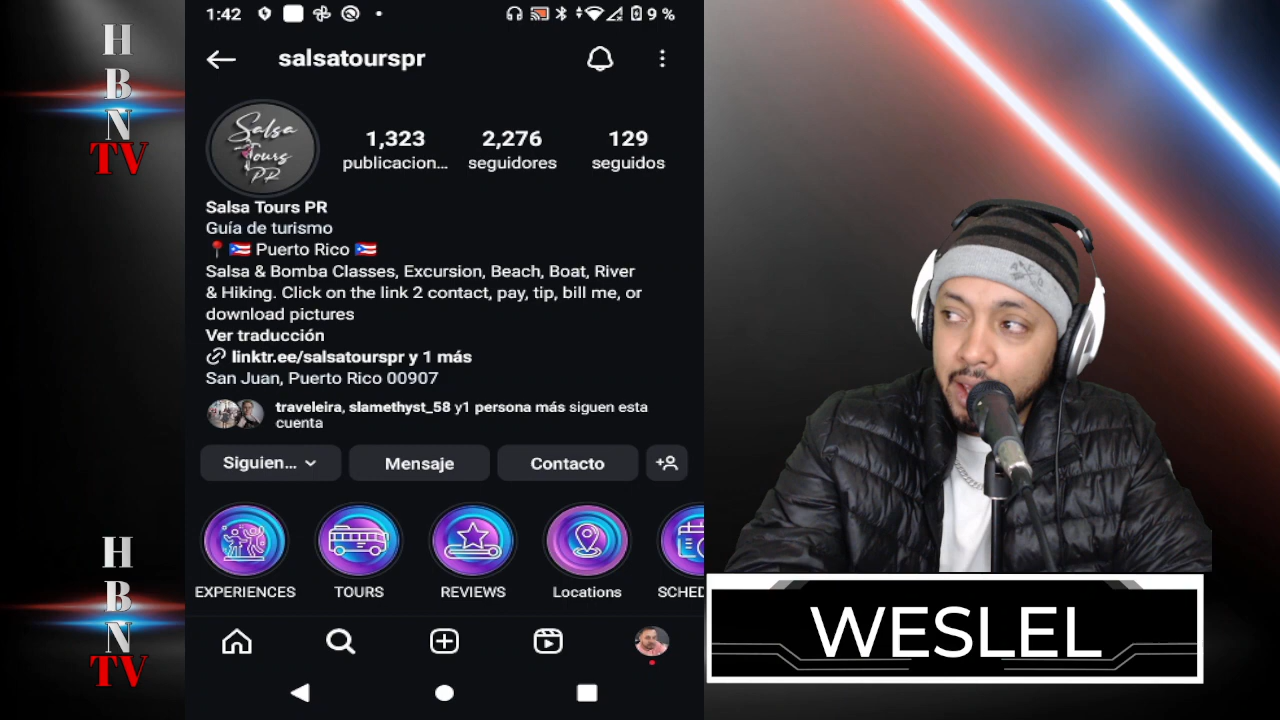 H
B
N
TV
1:42
9 %
salsatourspr
Salsa
Tours
PR
1,323
publicacion...
2,276
seguidores
129
seguidos
Salsa Tours PR
Guía de turismo
📍🇵🇷 Puerto Rico 🇵🇷
Salsa & Bomba Classes, Excursion, Beach, Boat, River
& Hiking. Click on the link 2 contact, pay, tip, bill me, or
download pictures
Ver traducción
linktr.ee/salsatourspr y 1 más
San Juan, Puerto Rico 00907
traveleira, slamethyst_58 y1 persona más siguen esta
cuenta
Siguien...
Mensaje
Contacto
EXPERIENCES
TOURS
REVIEWS
Locations
SCHED
H
B
N
TV
WESLEL